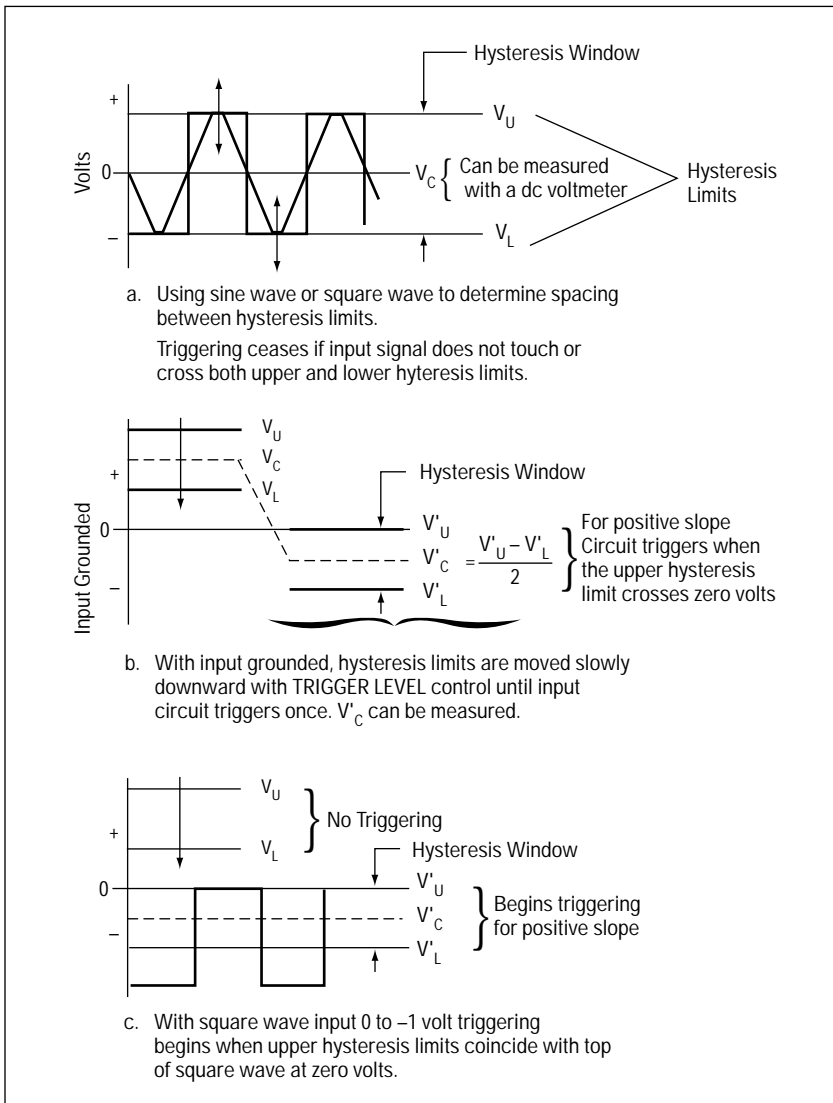 Hysteresis Window
+
V_U
Volts
0
V_C { Can be measured
with a dc voltmeter
Hysteresis
Limits
–
V_L
a. Using sine wave or square wave to determine spacing
between hysteresis limits.
Triggering ceases if input signal does not touch or
cross both upper and lower hyteresis limits.
V_U
V_C
+
V_L
Hysteresis Window
Input Grounded
0
V'_U
V'_C = V'_U – V'_L / 2
–
V'_L
For positive slope
Circuit triggers when
the upper hysteresis
limit crosses zero volts
b. With input grounded, hysteresis limits are moved slowly
downward with TRIGGER LEVEL control until input
circuit triggers once. V'_C can be measured.
V_U
No Triggering
+
V_L
Hysteresis Window
0
V'_U
V'_C
–
V'_L
Begins triggering
for positive slope
c. With square wave input 0 to –1 volt triggering
begins when upper hysteresis limits coincide with top
of square wave at zero volts.